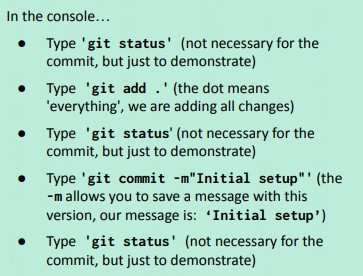 In the console…
● Type 'git status' (not necessary for the
commit, but just to demonstrate)
● Type 'git add .' (the dot means
'everything', we are adding all changes)
● Type 'git status' (not necessary for the
commit, but just to demonstrate)
● Type 'git commit -m"Initial setup"' (the
-m allows you to save a message with this
version, our message is: ‘Initial setup’)
● Type 'git status' (not necessary for the
commit, but just to demonstrate)